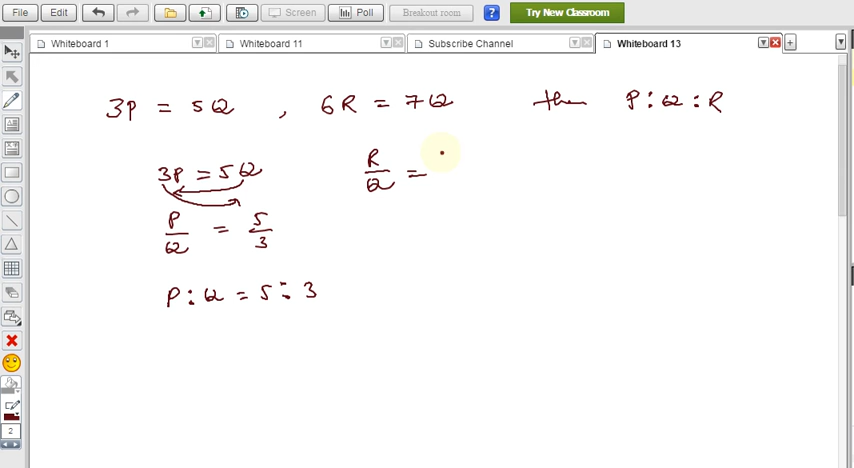 File Edit Screen Poll Breakout room ? Try New Classroom
Whiteboard 1 Whiteboard 11 Subscribe Channel Whiteboard 13
3P = 5Q , 6R = 7Q then P : Q : R
3P = 5Q
R/Q =
P/Q = 5/3
P : Q = 5 : 3
2